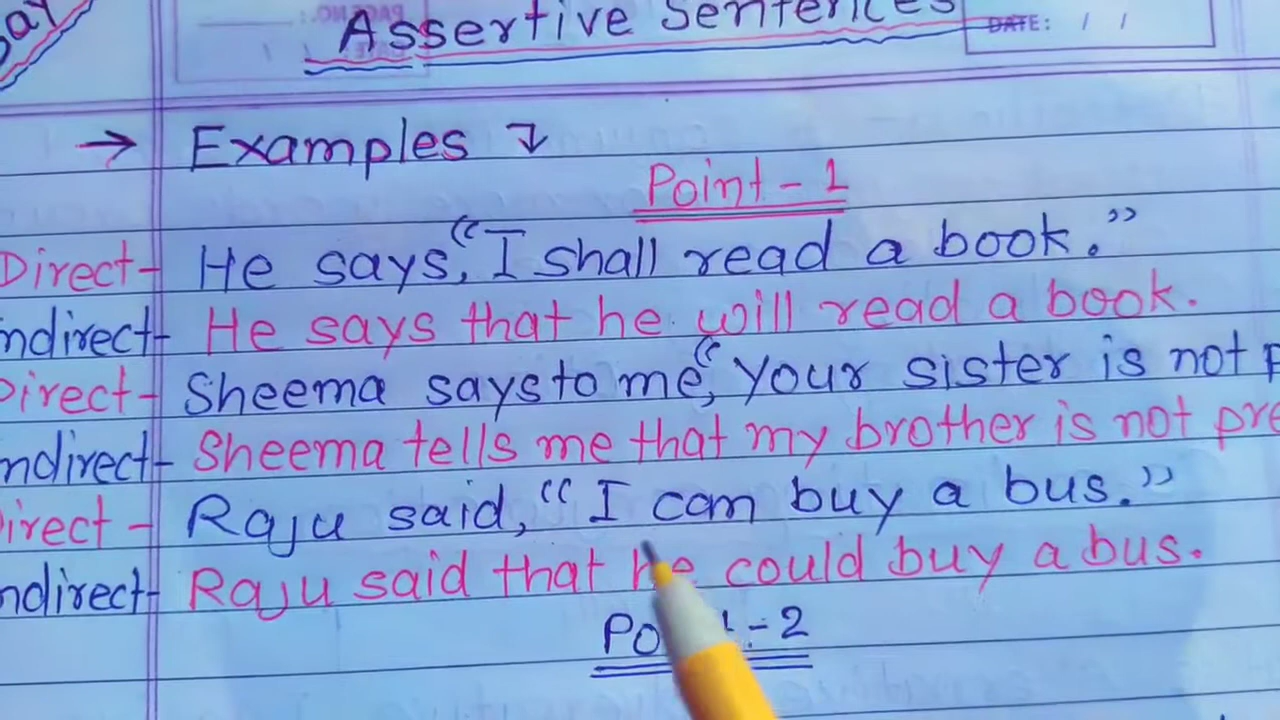 Assertive Sentences
DATE: / /
→ Examples
Point - 1
Direct - He says, "I shall read a book."
Indirect - He says that he will read a book.
Direct - Sheema says to me, "Your sister is not
Indirect - Sheema tells me that my brother is not
Direct - Raju said, "I can buy a bus."
Indirect - Raju said that he could buy a bus.
- 2